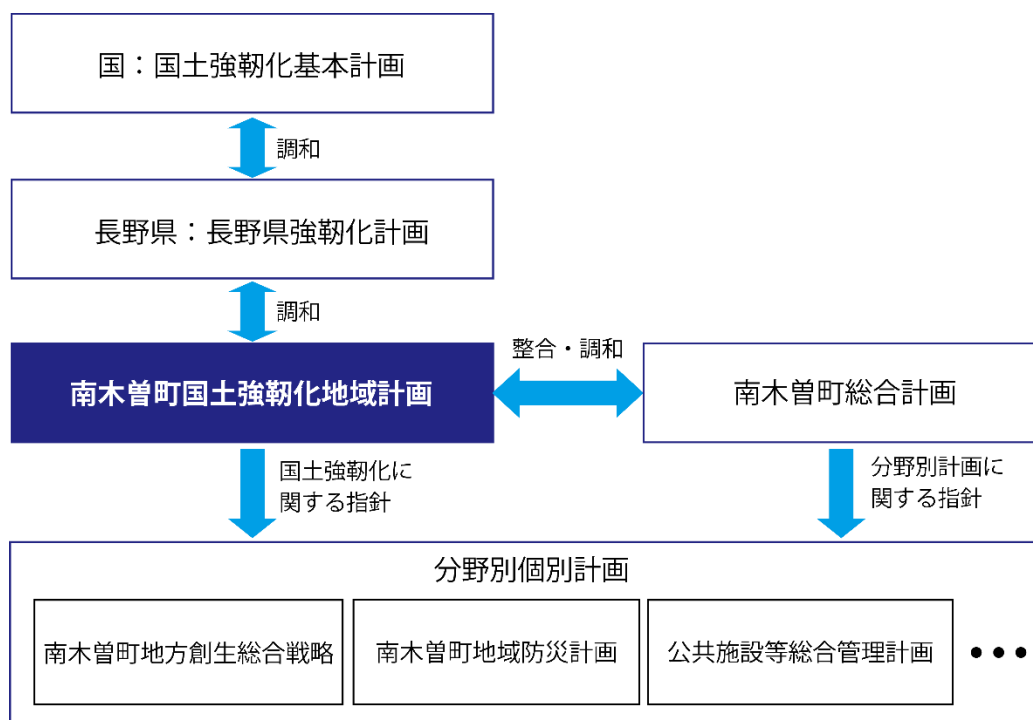 国：国土強靭化基本計画
調和
長野県：長野県強靭化計画
調和
南木曽町国土強靭化地域計画
整合・調和
南木曽町総合計画
国土強靭化に
関する指針
分野別計画に
関する指針
分野別個別計画
南木曽町地方創生総合戦略
南木曽町地域防災計画
公共施設等総合管理計画
•••